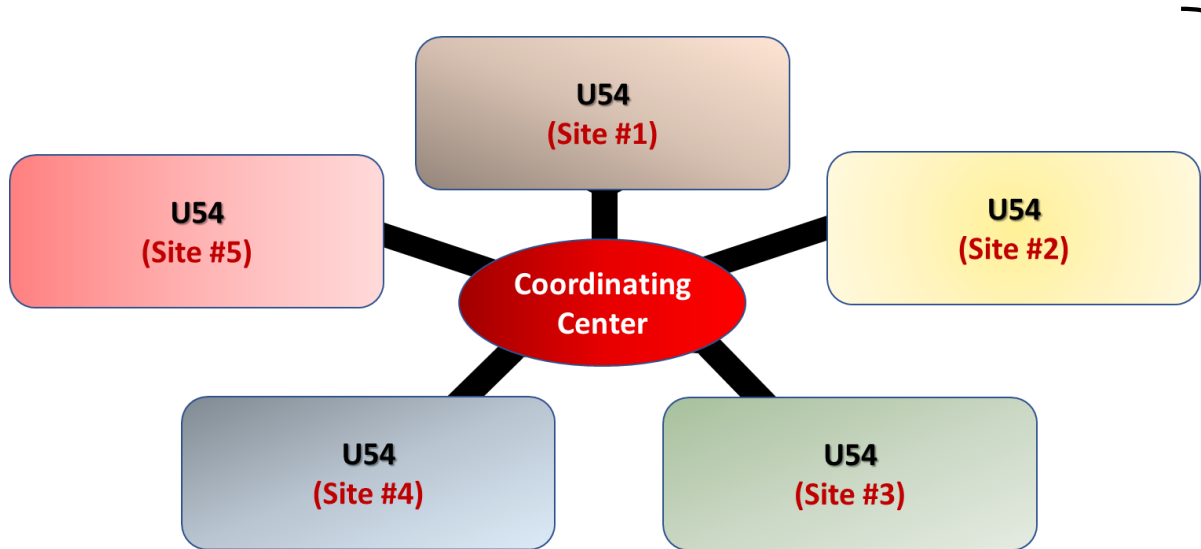 U54
(Site #1)
U54
(Site #5)
U54
(Site #2)
Coordinating
Center
U54
(Site #4)
U54
(Site #3)